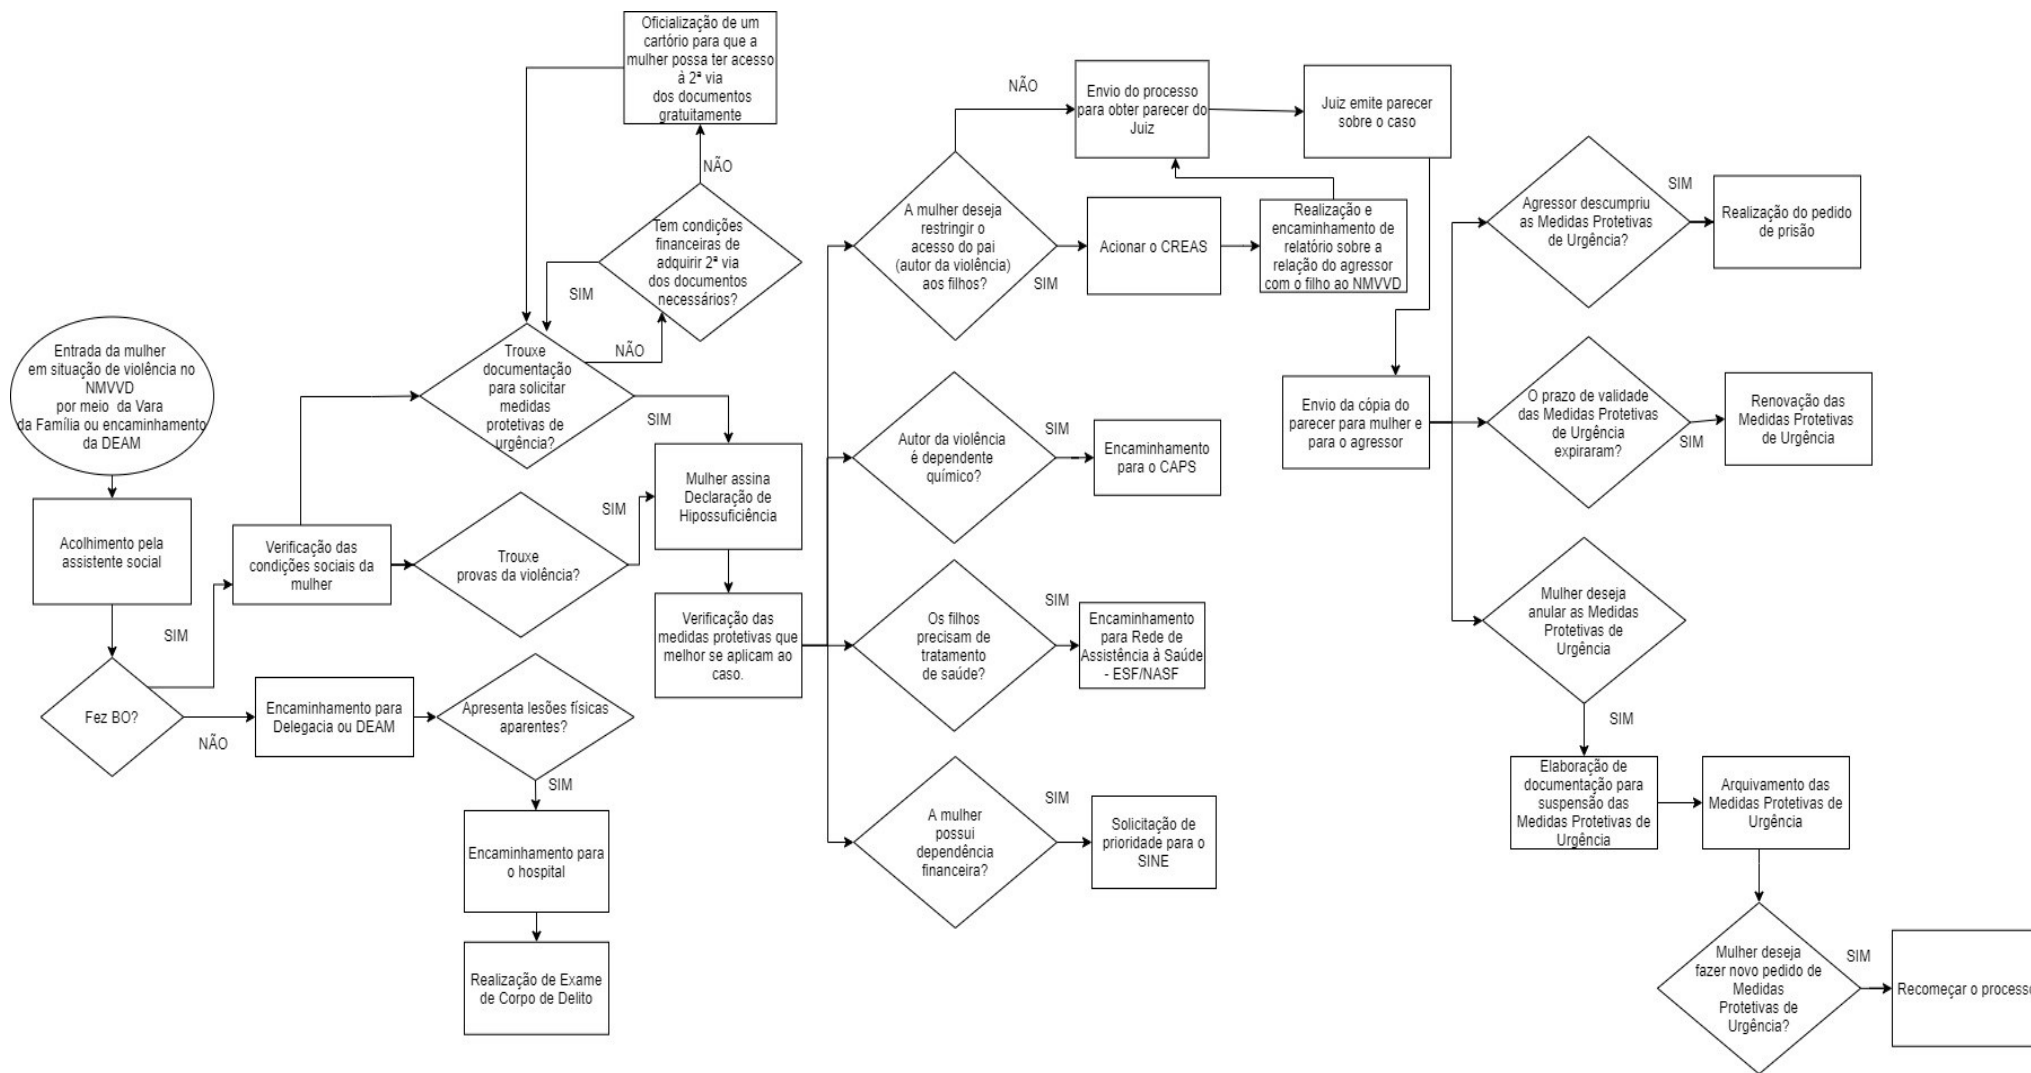 Entrada da mulher
em situação de violência no
NMVVD
por meio da Vara
da Família ou encaminhamento
da DEAM
Acolhimento pela
assistente social
Fez BO?
SIM
NÃO
Verificação das
condições sociais da
mulher
Encaminhamento para
Delegacia ou DEAM
Apresenta lesões físicas
aparentes?
SIM
Encaminhamento para
o hospital
Realização de Exame
de Corpo de Delito
Trouxe
provas da violência?
SIM
Trouxe
documentação
para solicitar
medidas
protetivas de
urgência?
NÃO
SIM
Tem condições
financeiras de
adquirir 2ª via
dos documentos
necessários?
SIM
NÃO
Oficialização de um
cartório para que a
mulher possa ter acesso
à 2ª via
dos documentos
gratuitamente
Mulher assina
Declaração de
Hipossuficiência
Verificação das
medidas protetivas que
melhor se aplicam ao
caso.
A mulher deseja
restringir o
acesso do pai
(autor da violência)
aos filhos?
NÃO
SIM
Envio do processo
para obter parecer do
Juiz
Juiz emite parecer
sobre o caso
Acionar o CREAS
Realização e
encaminhamento de
relatório sobre a
relação do agressor
com o filho ao NMVVD
Autor da violência
é dependente
químico?
SIM
Encaminhamento
para o CAPS
Os filhos
precisam de
tratamento
de saúde?
SIM
Encaminhamento
para Rede de
Assistência à Saúde
- ESF/NASF
A mulher
possui
dependência
financeira?
SIM
Solicitação de
prioridade para o
SINE
Envio da cópia do
parecer para mulher e
para o agressor
Agressor descumpriu
as Medidas Protetivas
de Urgência?
SIM
Realização do pedido
de prisão
O prazo de validade
das Medidas Protetivas
de Urgência
expiraram?
SIM
Renovação das
Medidas Protetivas
de Urgência
Mulher deseja
anular as Medidas
Protetivas de
Urgência
SIM
Elaboração de
documentação para
suspensão das
Medidas Protetivas de
Urgência
Arquivamento das
Medidas Protetivas de
Urgência
Mulher deseja
fazer novo pedido de
Medidas
Protetivas de
Urgência?
SIM
Recomeçar o processo